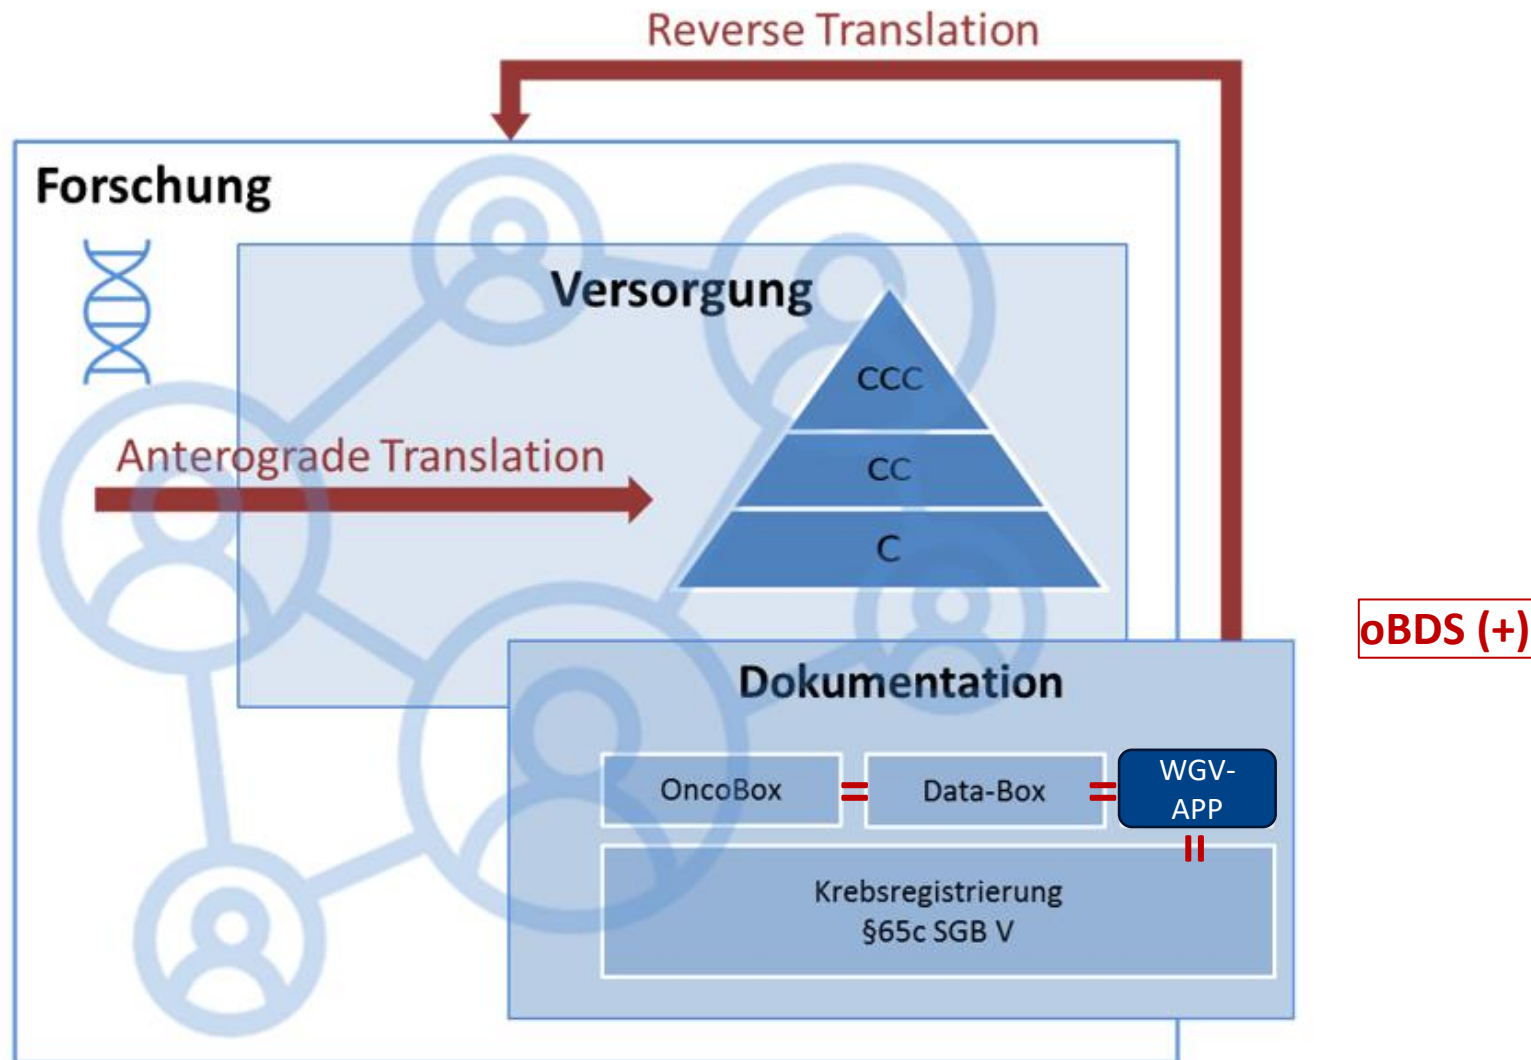 Reverse Translation
Forschung
Versorgung
CCC
Anterograde Translation
CC
C
oBDS (+)
Dokumentation
OncoBox = Data-Box = WGV-
APP
=
Krebsregistrierung
§65c SGB V